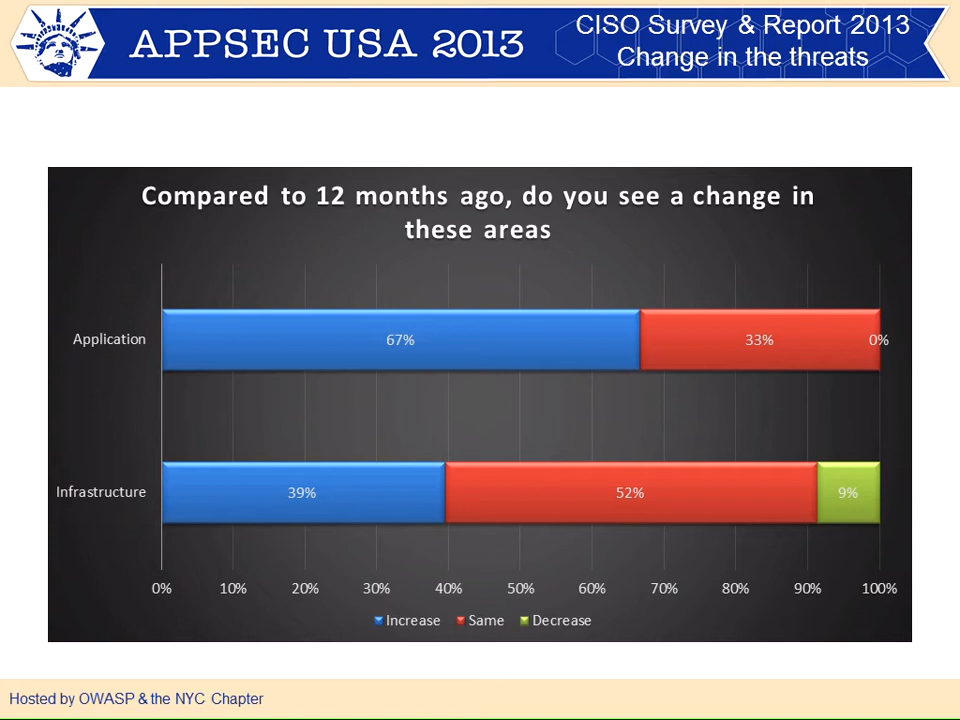 APPSEC USA 2013
CISO Survey & Report 2013
Change in the threats
Compared to 12 months ago, do you see a change in
these areas
Application
67%
33%
0%
Infrastructure
39%
52%
9%
0% 10% 20% 30% 40% 50% 60% 70% 80% 90% 100%
Increase Same Decrease
Hosted by OWASP & the NYC Chapter